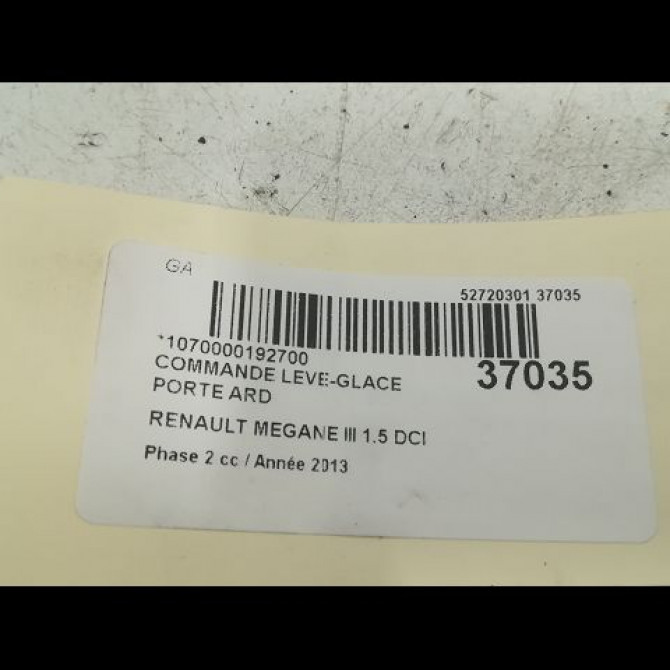 GA
52720301 37035
*1070000192700
COMMANDE LEVE-GLACE
37035
PORTE ARD
RENAULT MEGANE III 1.5 DCI
Phase 2 cc / Année 2013